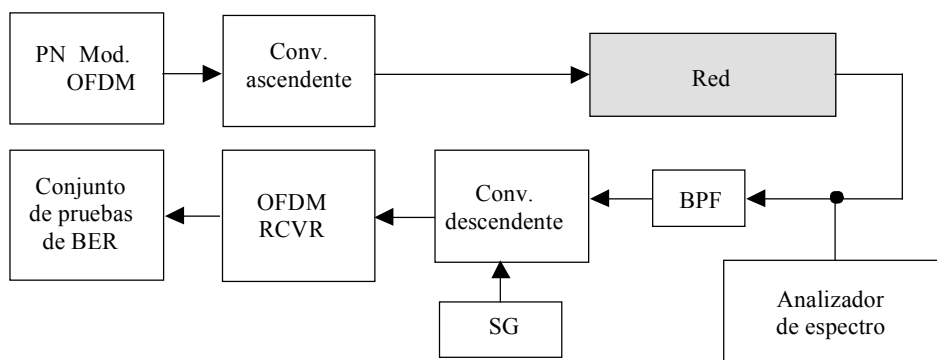 PN Mod.
OFDM
Conv.
ascendente
Red
Conjunto
de pruebas
de BER
OFDM
RCVR
Conv.
descendente
BPF
SG
Analizador
de espectro